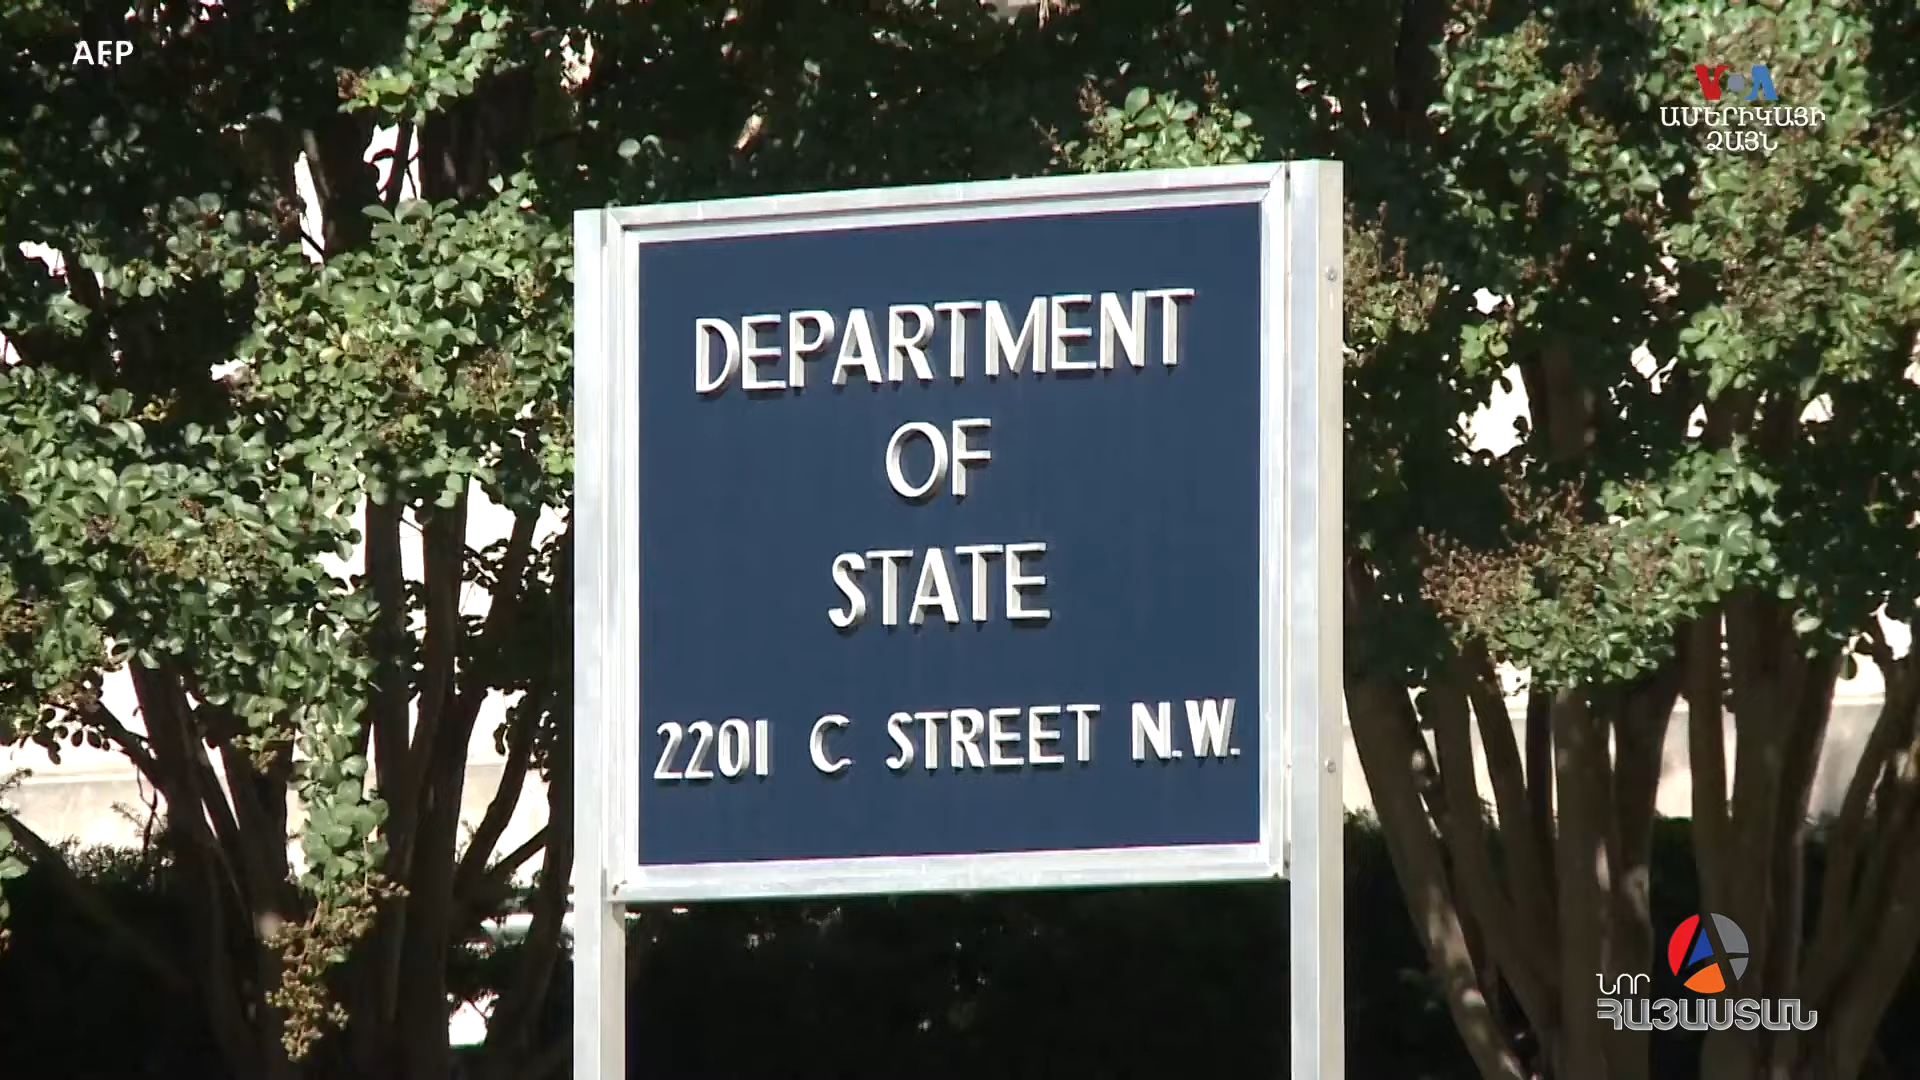 AFP
VOA
ԱՄԵՐԻԿԱՅԻ
ՁԱՅՆ
DEPARTMENT
OF
STATE
2201 C STREET N.W.
ՆՈՐ
ՀԱՅԱՍՏԱՆ